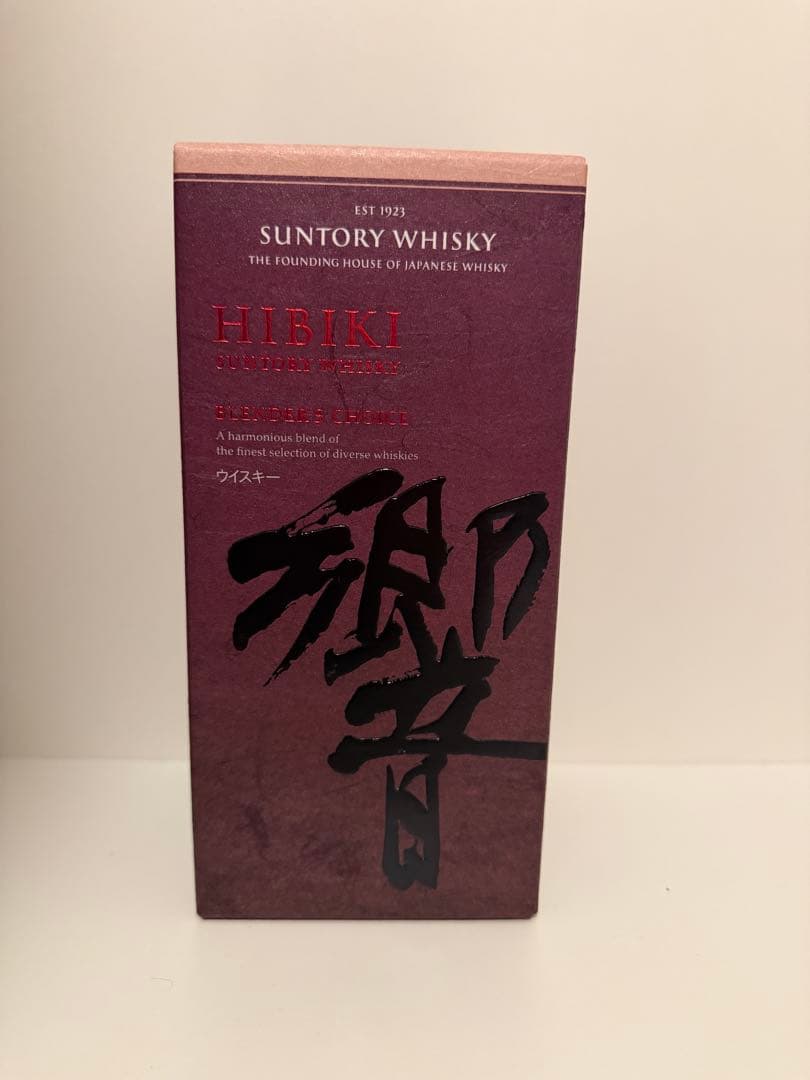 EST 1923
SUNTORY WHISKY
THE FOUNDING HOUSE OF JAPANESE WHISKY
HIBIKI
SUNTORY WHISKY
BLENDER'S CHOICE
A harmonious blend of
the finest selection of diverse whiskies
ウイスキー
響